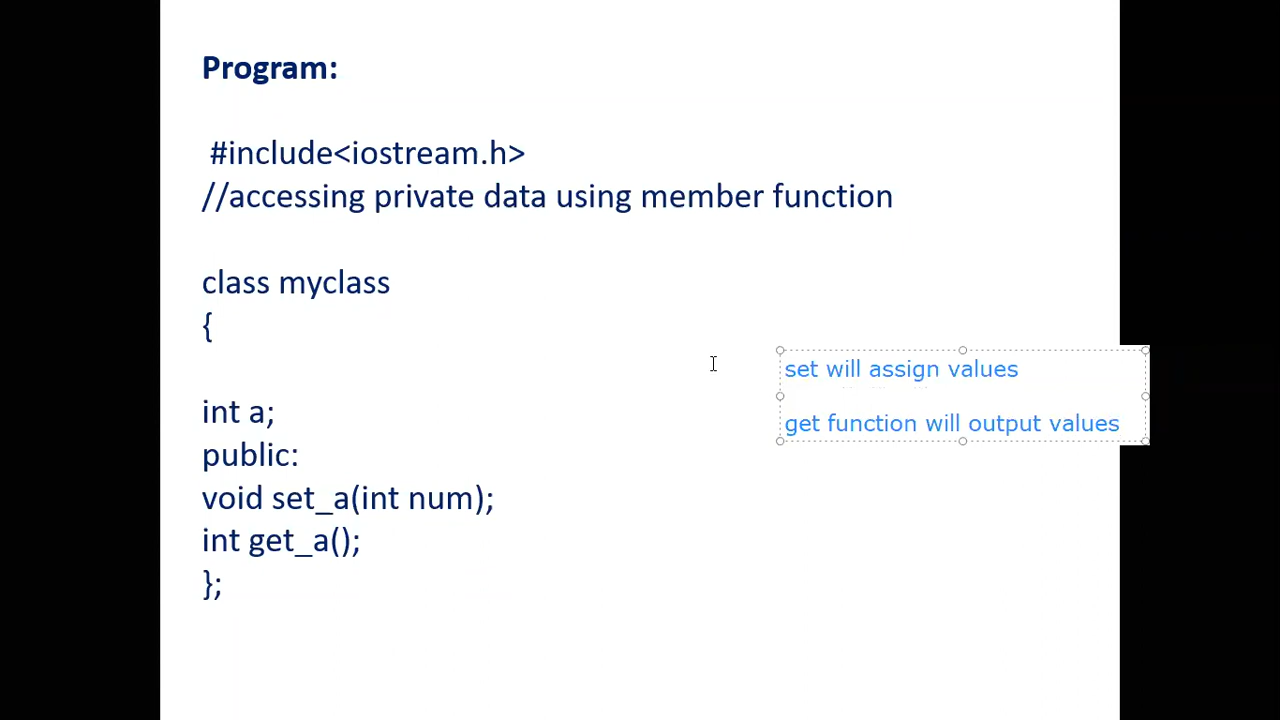 Program:
#include<iostream.h>
//accessing private data using member function
class myclass
{
int a;
public:
void set_a(int num);
int get_a();
};
set will assign values
get function will output values